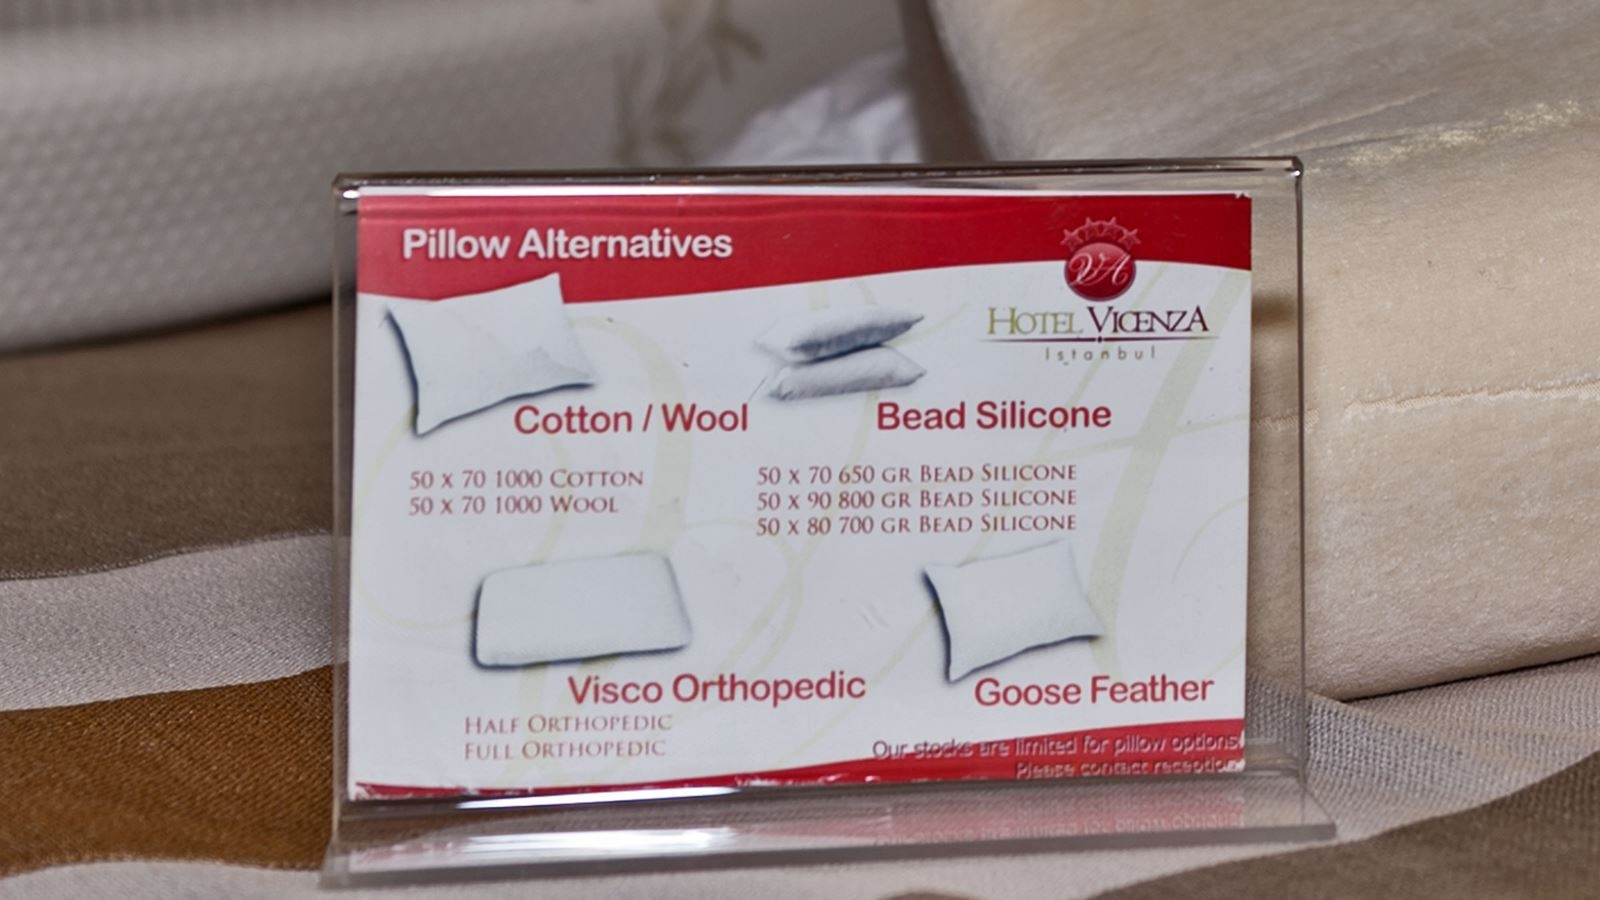 Pillow Alternatives
VA
HOTEL VICENZA
Istanbul
Cotton / Wool
50 X 70 1000 COTTON
50 X 70 1000 WOOL
Bead Silicone
50 X 70 650 GR BEAD SILICONE
50 X 90 800 GR BEAD SILICONE
50 X 80 700 GR BEAD SILICONE
Visco Orthopedic
HALF ORTHOPEDIC
FULL ORTHOPEDIC
Goose Feather
Our stocks are limited for pillow options.
Please contact reception.